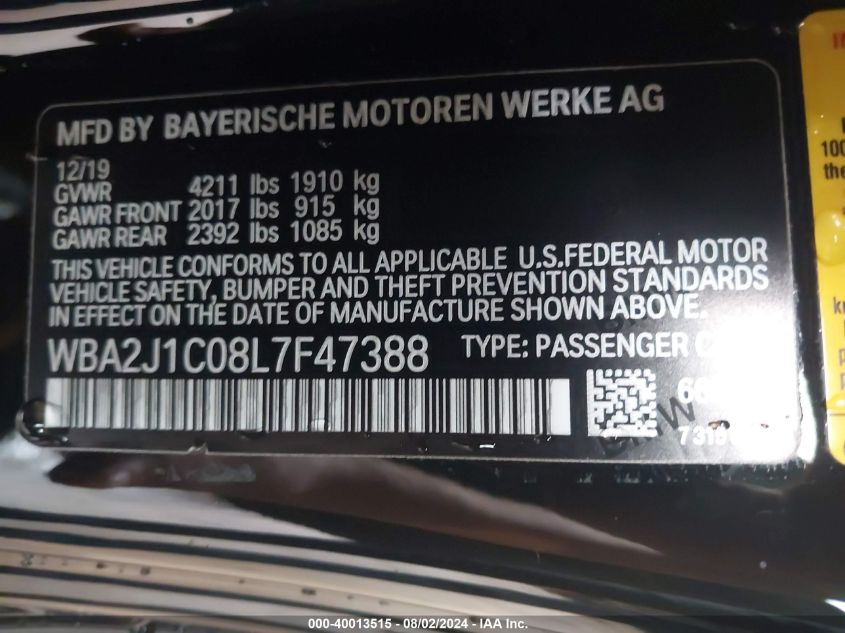 MFD BY BAYERISCHE MOTOREN WERKE AG
12/19
GVWR 4211 lbs 1910 kg
GAWR FRONT 2017 lbs 915 kg
GAWR REAR 2392 lbs 1085 kg
THIS VEHICLE CONFORMS TO ALL APPLICABLE U.S.FEDERAL MOTOR
VEHICLE SAFETY, BUMPER AND THEFT PREVENTION STANDARDS
IN EFFECT ON THE DATE OF MANUFACTURE SHOWN ABOVE.
WBA2J1C08L7F47388 TYPE: PASSENGER
BMW
100
the
000-40013515 - 08/02/2024 - IAA Inc.